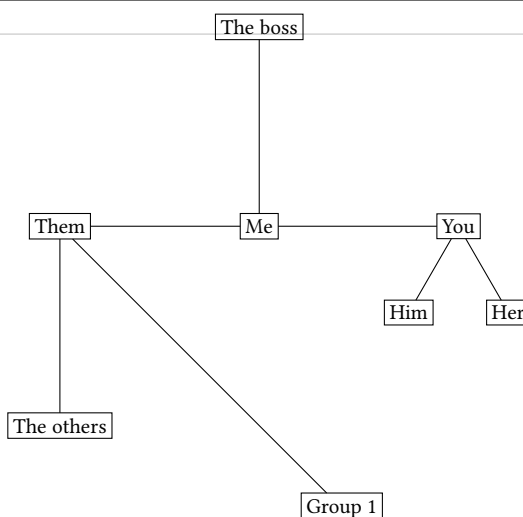 The boss
Them
Me
You
Him
Her
The others
Group 1